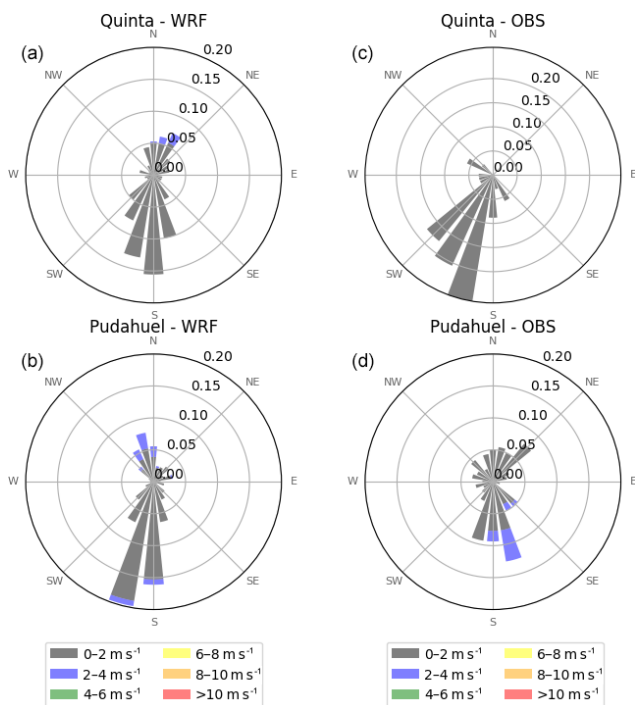 Quinta - WRF
(a)
N
NW
NE
W
E
SW
SE
S
0.20
0.15
0.10
0.05
0.00
Quinta - OBS
(c)
N
NW
NE
W
E
SW
SE
S
0.20
0.15
0.10
0.05
0.00
Pudahuel - WRF
(b)
N
NW
NE
W
E
SW
SE
S
0.20
0.15
0.10
0.05
0.00
Pudahuel - OBS
(d)
N
NW
NE
W
E
SW
SE
S
0.20
0.15
0.10
0.05
0.00
0–2 m s⁻¹
2–4 m s⁻¹
4–6 m s⁻¹
6–8 m s⁻¹
8–10 m s⁻¹
>10 m s⁻¹
0–2 m s⁻¹
2–4 m s⁻¹
4–6 m s⁻¹
6–8 m s⁻¹
8–10 m s⁻¹
>10 m s⁻¹